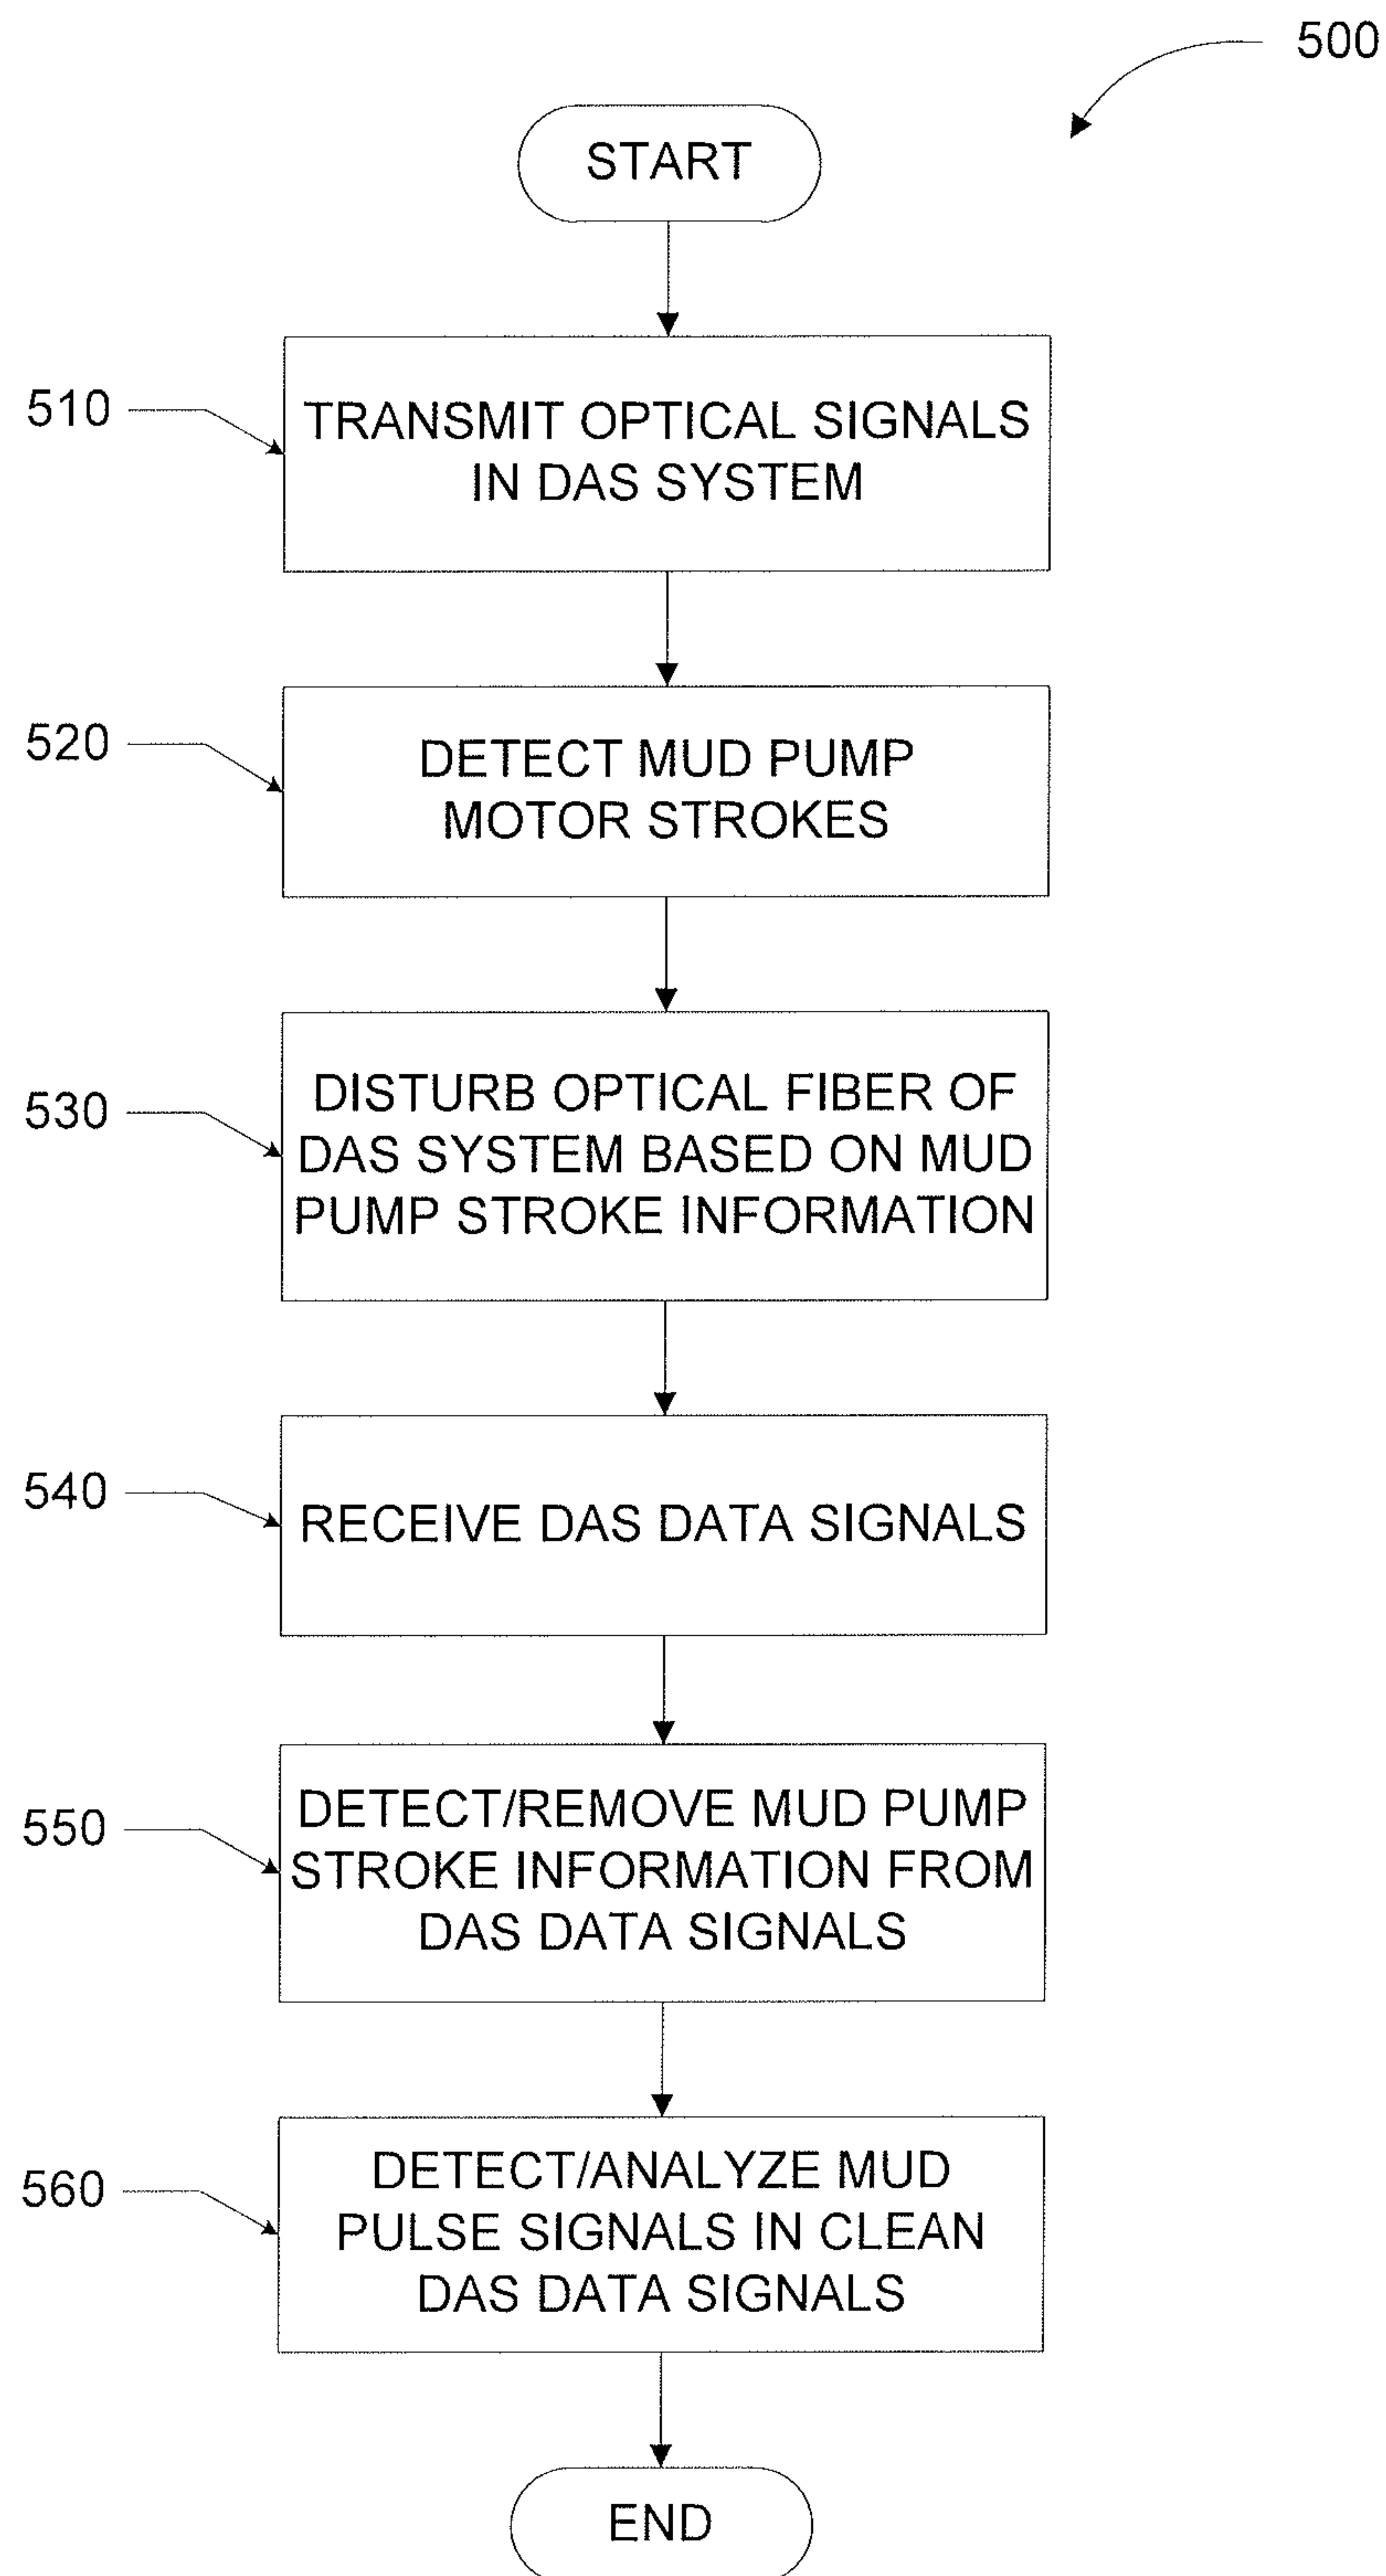 500
START
510
TRANSMIT OPTICAL SIGNALS
IN DAS SYSTEM
520
DETECT MUD PUMP
MOTOR STROKES
530
DISTURB OPTICAL FIBER OF
DAS SYSTEM BASED ON MUD
PUMP STROKE INFORMATION
540
RECEIVE DAS DATA SIGNALS
550
DETECT/REMOVE MUD PUMP
STROKE INFORMATION FROM
DAS DATA SIGNALS
560
DETECT/ANALYZE MUD
PULSE SIGNALS IN CLEAN
DAS DATA SIGNALS
END